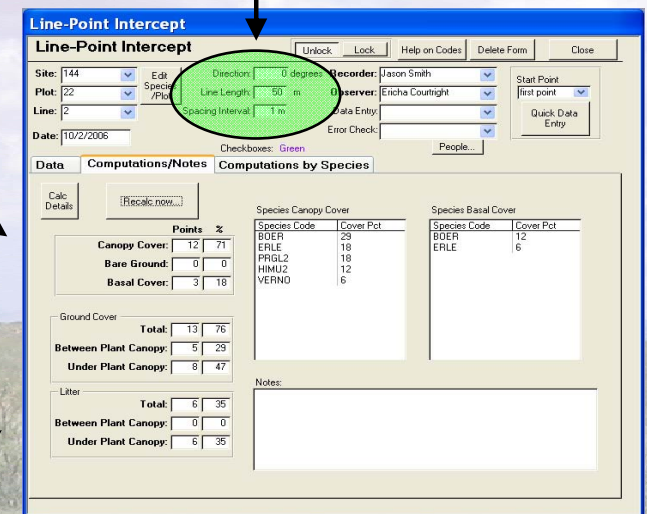 Line-Point Intercept
Line-Point Intercept
Unlock Lock Help on Codes Delete Form Close
Site: 144
Edit Species /Plot
Direction: 0 degrees
Recorder: Jason Smith
Start Point
first point
Plot: 22
Line Length: 50 m
Observer: Ericha Courtright
Line: 2
Spacing Interval: 1 m
Data Entry:
Quick Data Entry
Error Check:
Date: 10/2/2006
Checkboxes: Green
People...
Data Computations/Notes Computations by Species
Calc Details
Recalc now...
Points %
Canopy Cover: 12 71
Bare Ground: 0 0
Basal Cover: 3 18
Ground Cover
Total: 13 76
Between Plant Canopy: 5 29
Under Plant Canopy: 8 47
Litter
Total: 6 35
Between Plant Canopy: 0 0
Under Plant Canopy: 6 35
Species Canopy Cover
Species Code Cover Pct
BOER 29
ERLE 18
PRGL2 18
HIMU2 12
VERNO 6
Species Basal Cover
Species Code Cover Pct
BOER 12
ERLE 6
Notes: